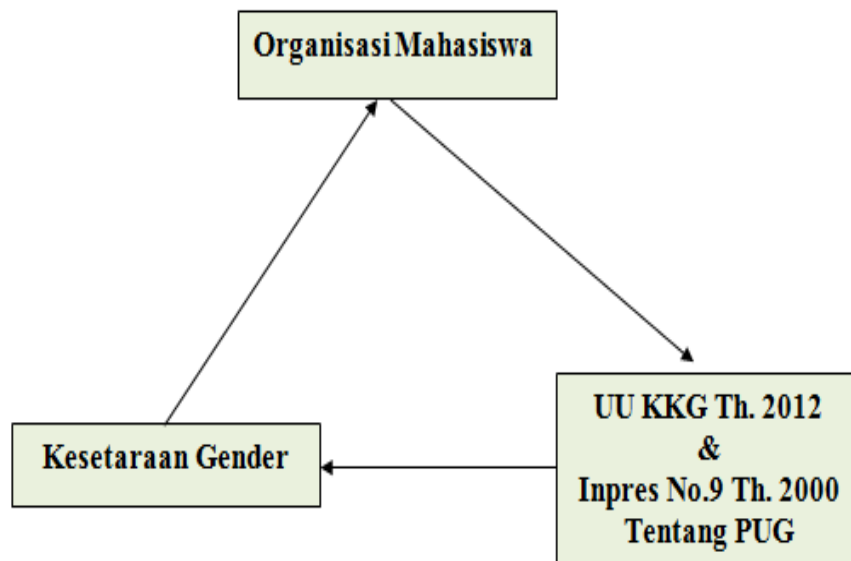 Organisasi Mahasiswa
Kesetaraan Gender
UU KKG Th. 2012
&
Inpres No.9 Th. 2000
Tentang PUG